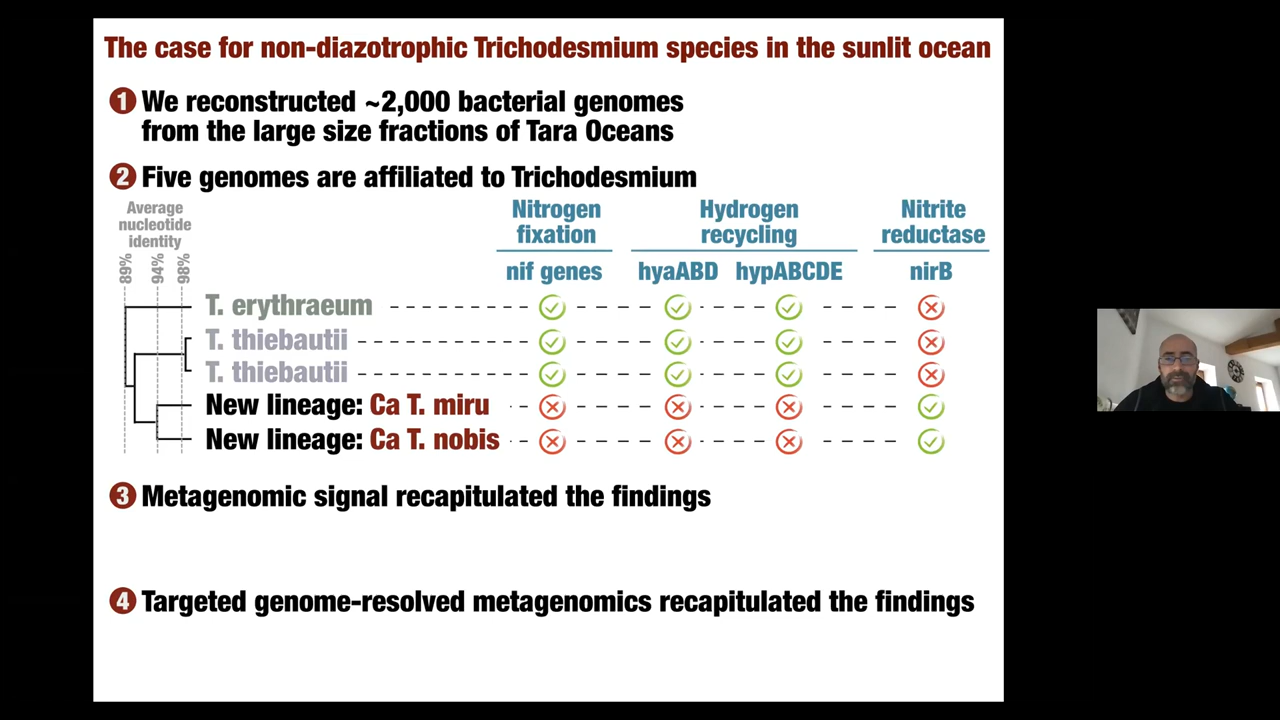 The case for non-diazotrophic Trichodesmium species in the sunlit ocean
1 We reconstructed ~2,000 bacterial genomes
from the large size fractions of Tara Oceans
2 Five genomes are affiliated to Trichodesmium
Average
nucleotide
identity
89% 94% 98%
Nitrogen
fixation
Hydrogen
recycling
Nitrite
reductase
nif genes hyaABD hypABCDE nirB
T. erythraeum
T. thiebautii
T. thiebautii
New lineage: Ca T. miru
New lineage: Ca T. nobis
3 Metagenomic signal recapitulated the findings
4 Targeted genome-resolved metagenomics recapitulated the findings